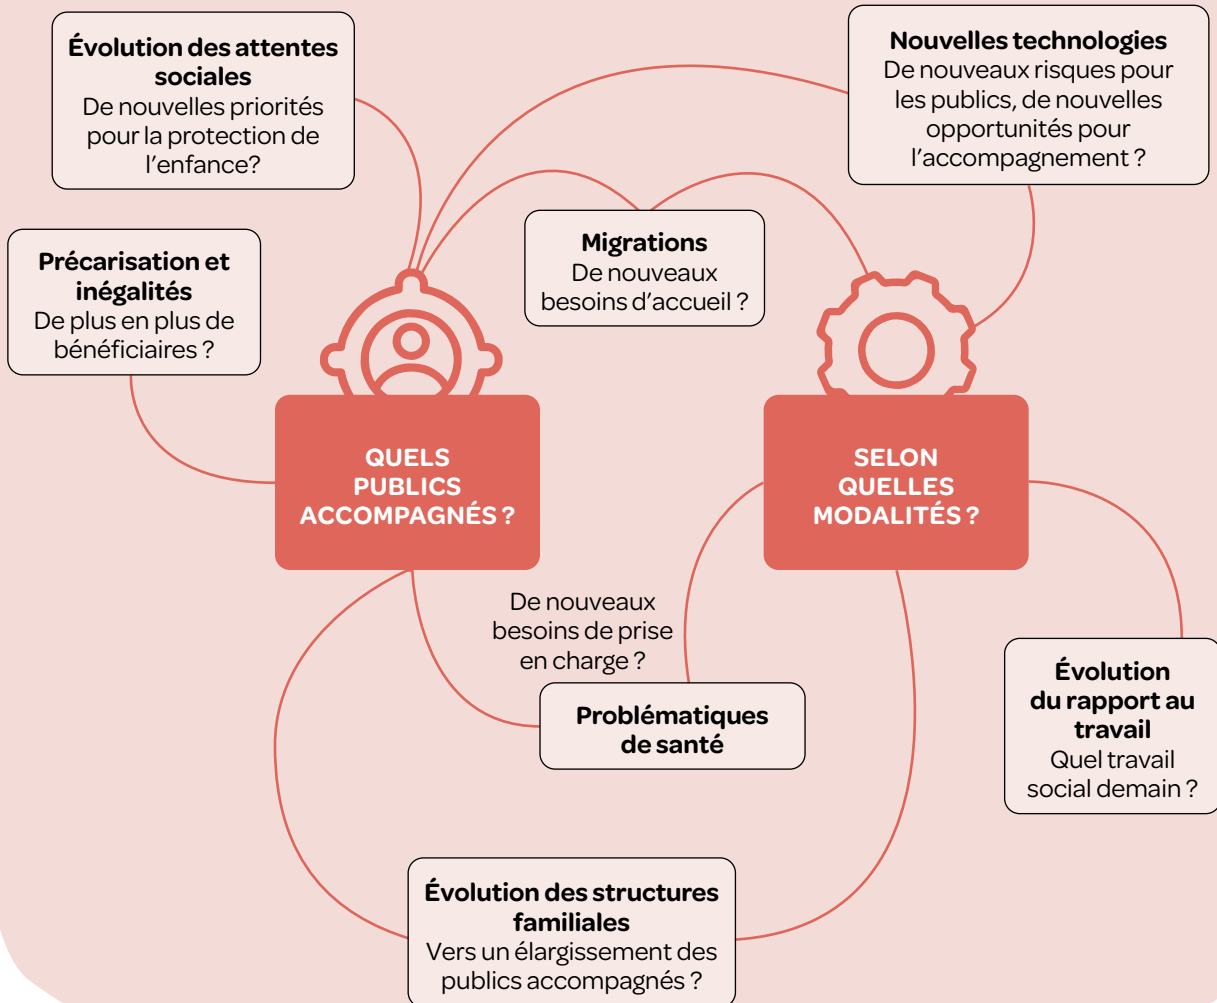 Évolution des attentes
sociales
De nouvelles priorités
pour la protection de
l’enfance?
Nouvelles technologies
De nouveaux risques pour
les publics, de nouvelles
opportunités pour
l’accompagnement ?
Migrations
De nouveaux
besoins d’accueil ?
Précarisation et
inégalités
De plus en plus de
bénéficiaires ?
QUELS
PUBLICS
ACCOMPAGNÉS ?
SELON
QUELLES
MODALITÉS ?
De nouveaux
besoins de prise
en charge ?
Problématiques
de santé
Évolution
du rapport au
travail
Quel travail
social demain ?
Évolution des structures
familiales
Vers un élargissement des
publics accompagnés ?